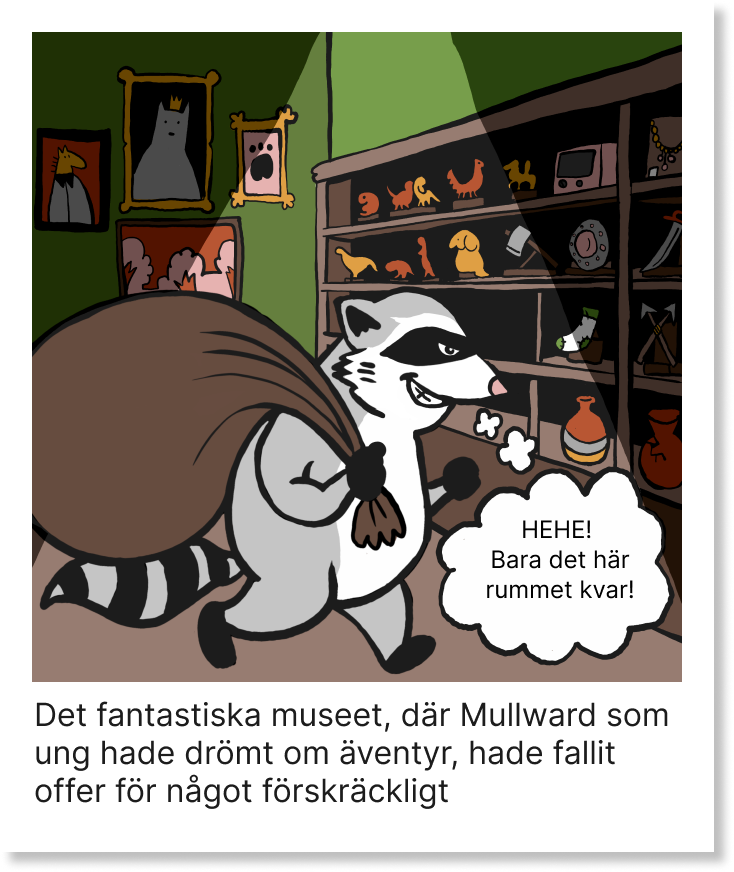 HEHE!
Bara det här
rummet kvar!
Det fantastiska museet, där Mullward som
ung hade drömt om äventyr, hade fallit
offer för något förskräckligt